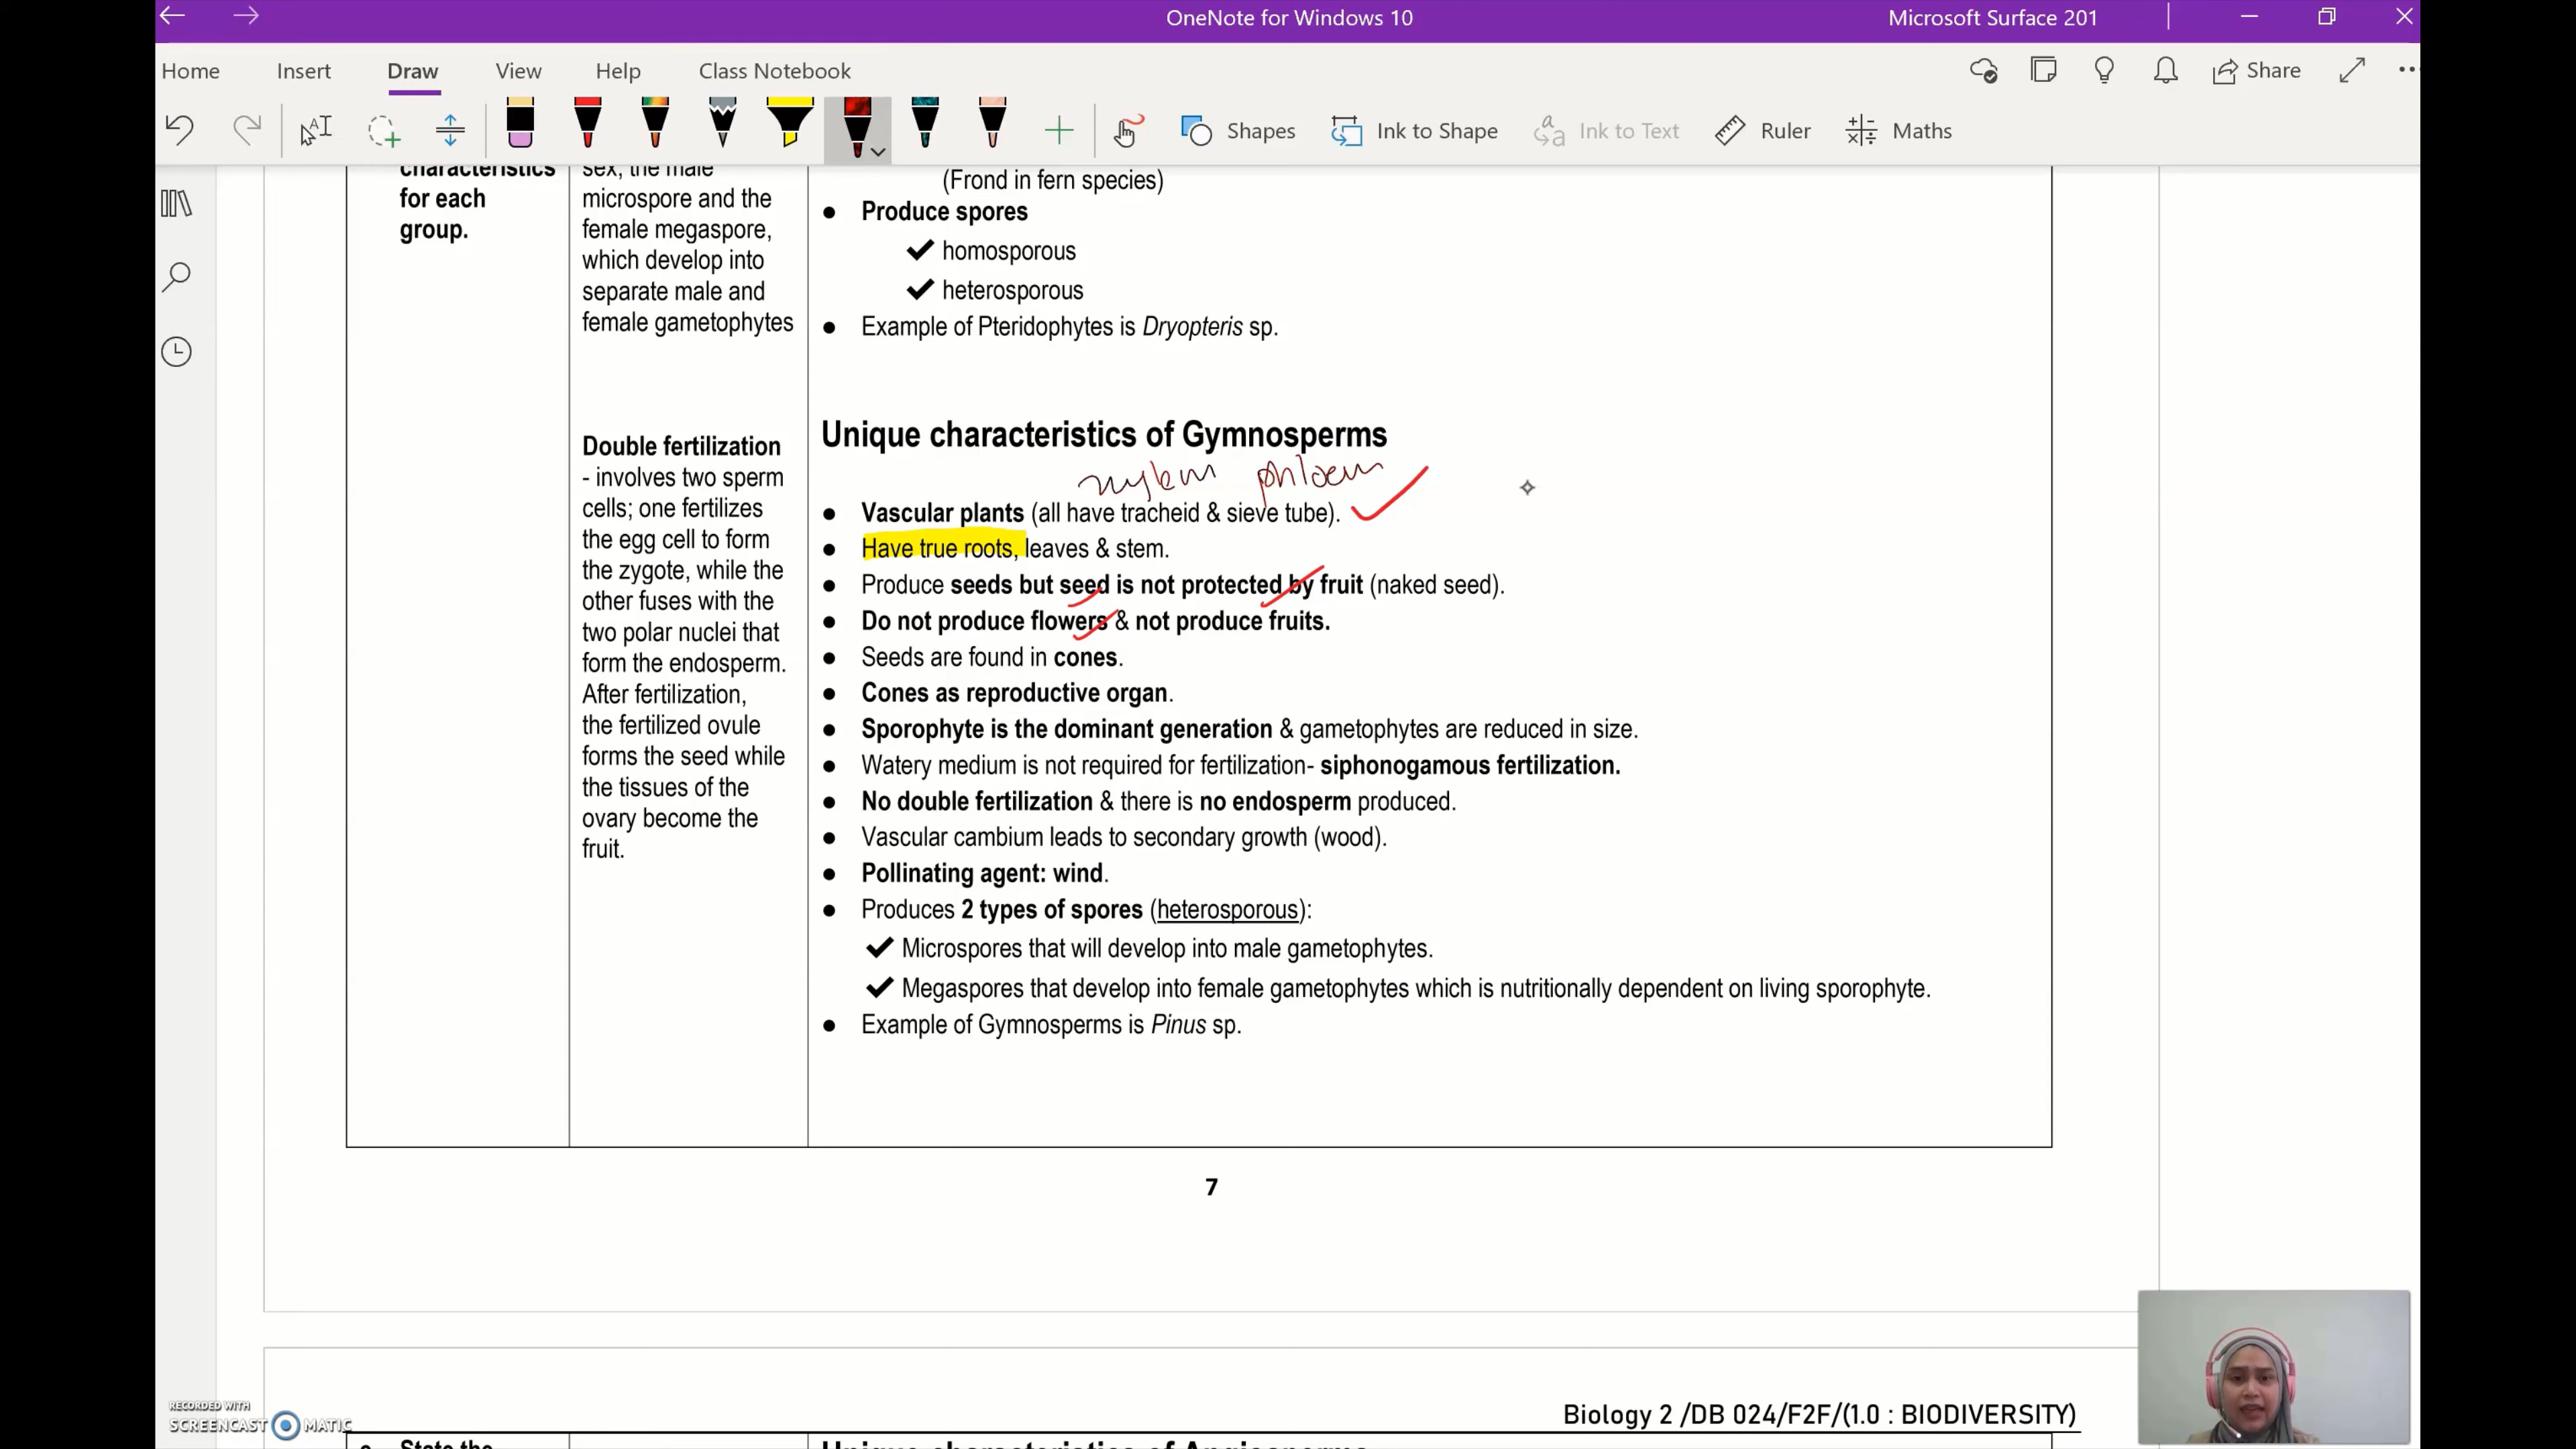 OneNote for Windows 10
Microsoft Surface 201
Home Insert Draw View Help Class Notebook
Share
Shapes Ink to Shape Ink to Text Ruler Maths
characteristics
for each
group.
sex, the male
microspore and the
female megaspore,
which develop into
separate male and
female gametophytes
Double fertilization
- involves two sperm
cells; one fertilizes
the egg cell to form
the zygote, while the
other fuses with the
two polar nuclei that
form the endosperm.
After fertilization,
the fertilized ovule
forms the seed while
the tissues of the
ovary become the
fruit.
(Frond in fern species)
● Produce spores
✔ homosporous
✔ heterosporous
● Example of Pteridophytes is Dryopteris sp.
Unique characteristics of Gymnosperms
xylem phloem
● Vascular plants (all have tracheid & sieve tube).
● Have true roots, leaves & stem.
● Produce seeds but seed is not protected by fruit (naked seed).
● Do not produce flowers & not produce fruits.
● Seeds are found in cones.
● Cones as reproductive organ.
● Sporophyte is the dominant generation & gametophytes are reduced in size.
● Watery medium is not required for fertilization- siphonogamous fertilization.
● No double fertilization & there is no endosperm produced.
● Vascular cambium leads to secondary growth (wood).
● Pollinating agent: wind.
● Produces 2 types of spores (heterosporous):
✔ Microspores that will develop into male gametophytes.
✔ Megaspores that develop into female gametophytes which is nutritionally dependent on living sporophyte.
● Example of Gymnosperms is Pinus sp.
7
Biology 2 /DB 024/F2F/(1.0 : BIODIVERSITY)
State the
Unique characteristics of Angiosperms
RECORDED WITH
SCREENCAST MATIC